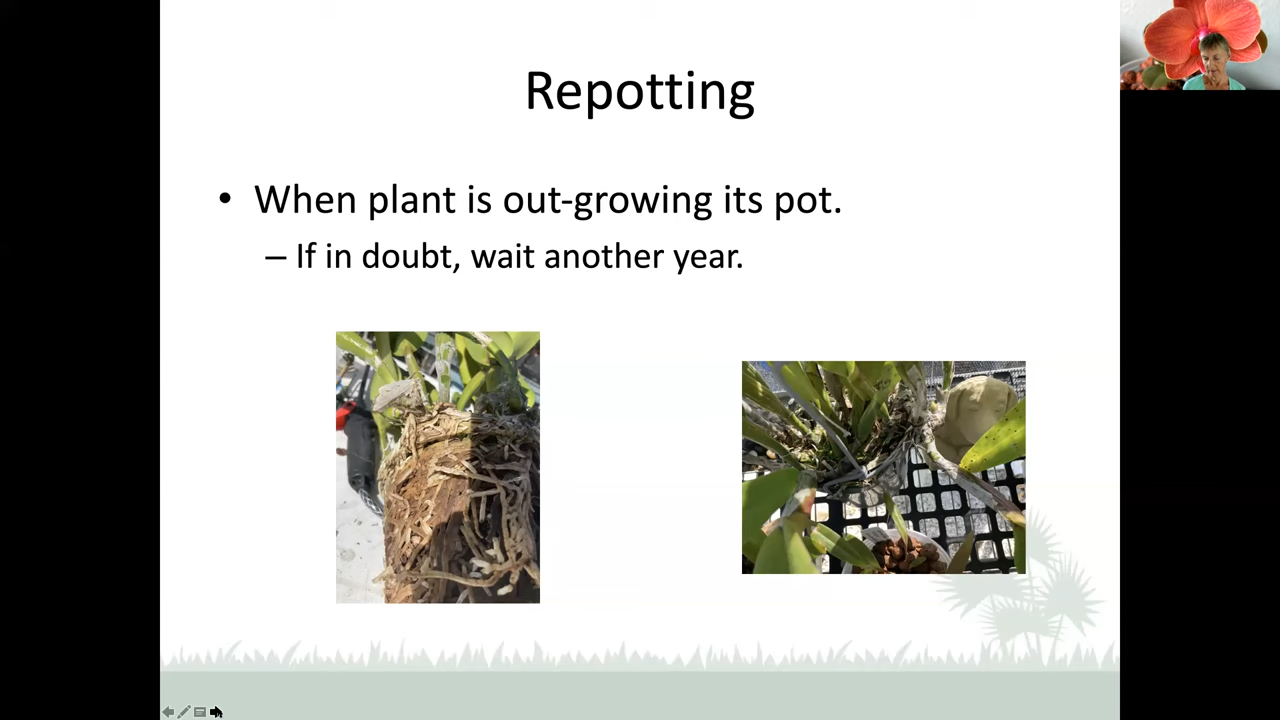 Repotting
• When plant is out-growing its pot.
– If in doubt, wait another year.